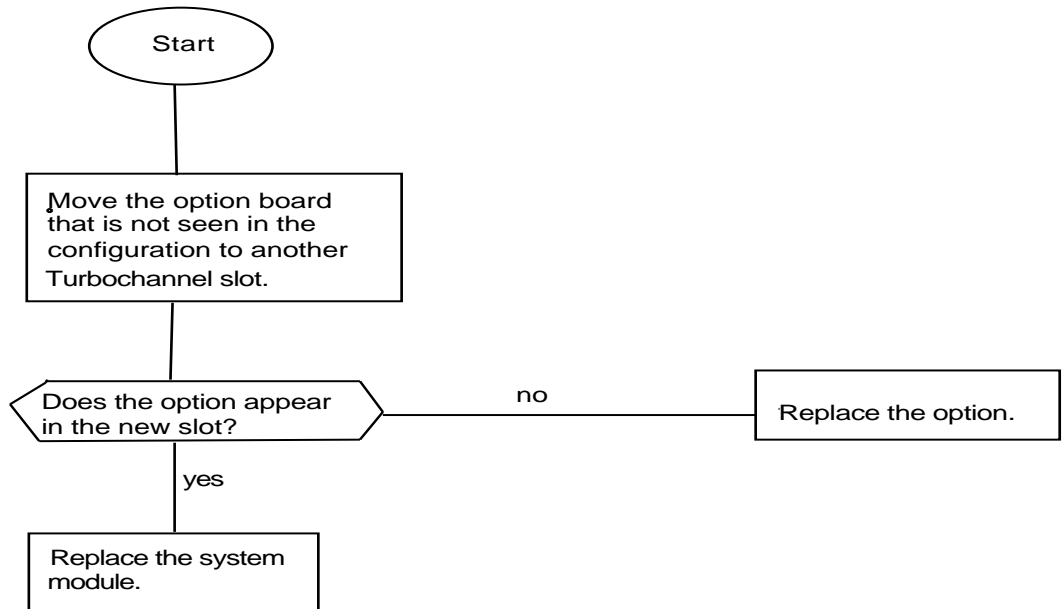 Start
Move the option board
that is not seen in the
configuration to another
Turbochannel slot.
Does the option appear
in the new slot?
no
Replace the option.
yes
Replace the system
module.